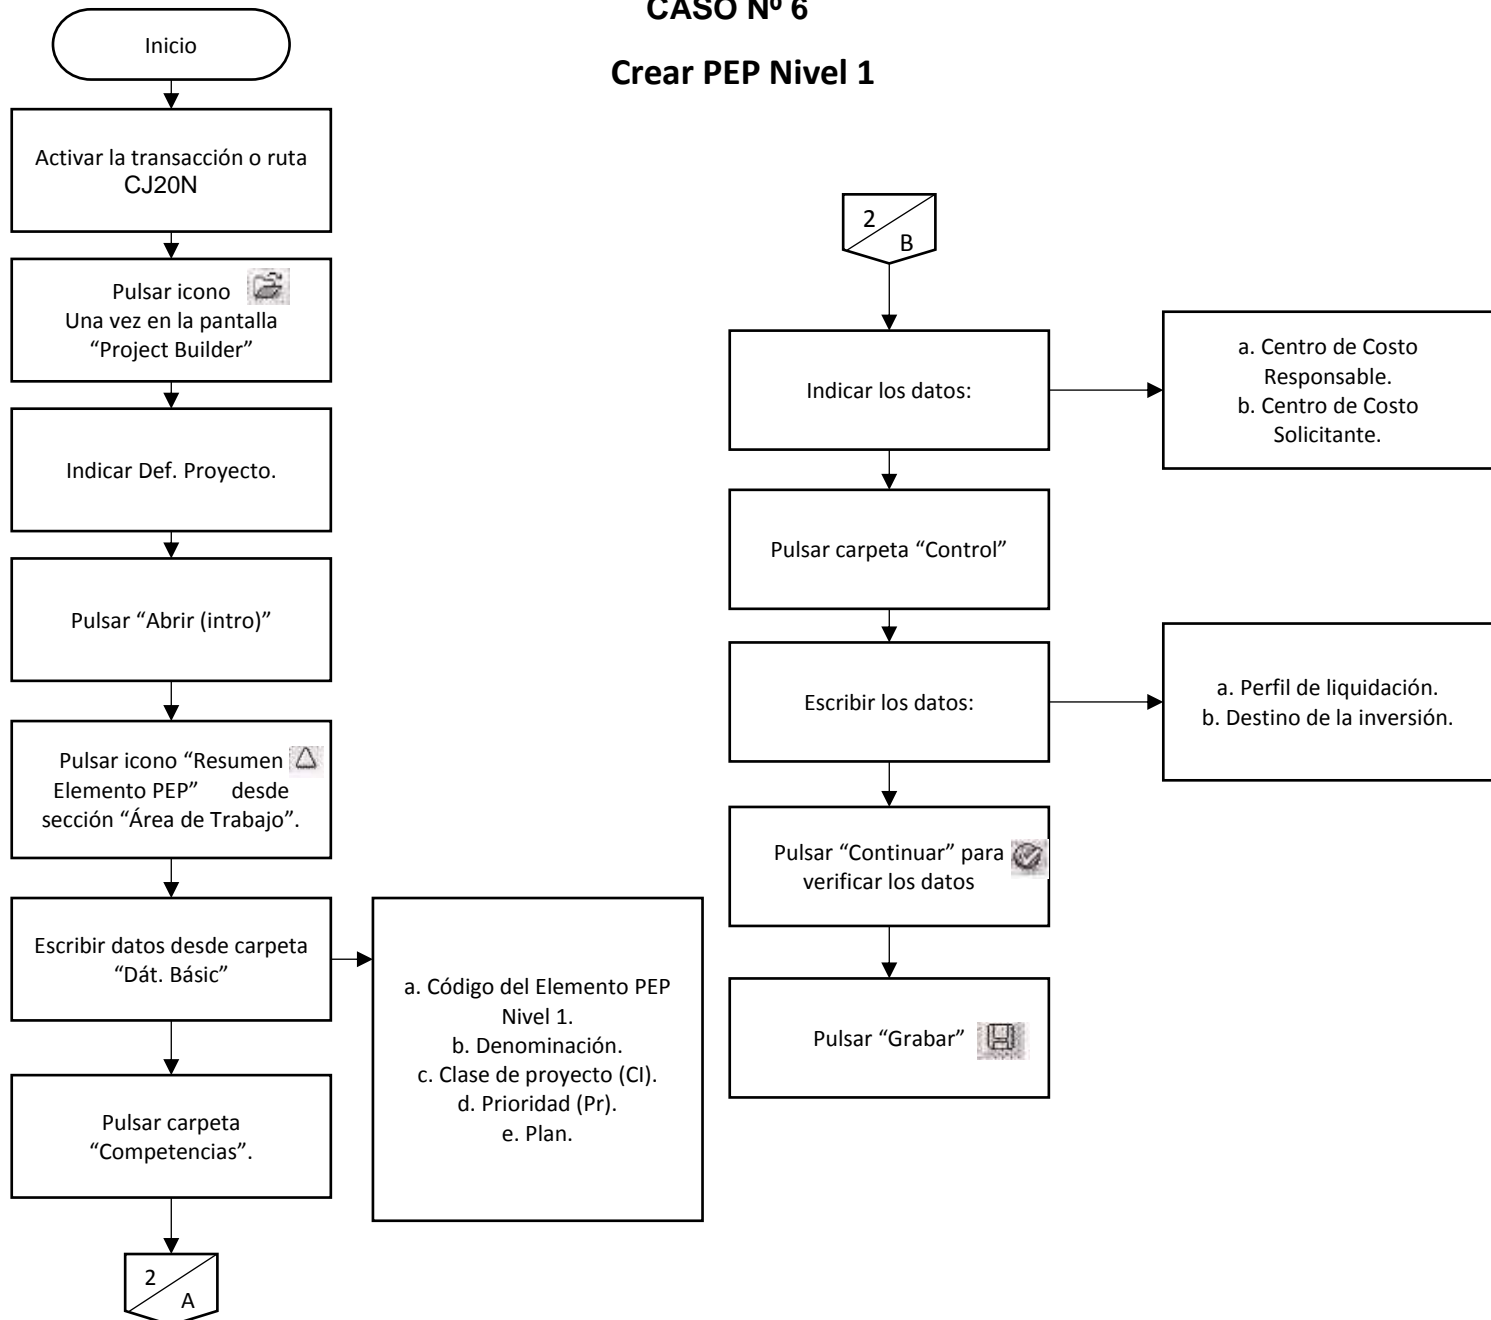 CASO Nº 6
Crear PEP Nivel 1
Inicio
Activar la transacción o ruta
CJ20N
Pulsar icono
Una vez en la pantalla
“Project Builder”
Indicar Def. Proyecto.
Pulsar “Abrir (intro)”
Pulsar icono “Resumen
Elemento PEP” desde
sección “Área de Trabajo”.
Escribir datos desde carpeta
“Dát. Básic”
a. Código del Elemento PEP
Nivel 1.
b. Denominación.
c. Clase de proyecto (CI).
d. Prioridad (Pr).
e. Plan.
Pulsar carpeta
“Competencias”.
2
A
2
B
Indicar los datos:
a. Centro de Costo
Responsable.
b. Centro de Costo
Solicitante.
Pulsar carpeta “Control”
Escribir los datos:
a. Perfil de liquidación.
b. Destino de la inversión.
Pulsar “Continuar” para
verificar los datos
Pulsar “Grabar”